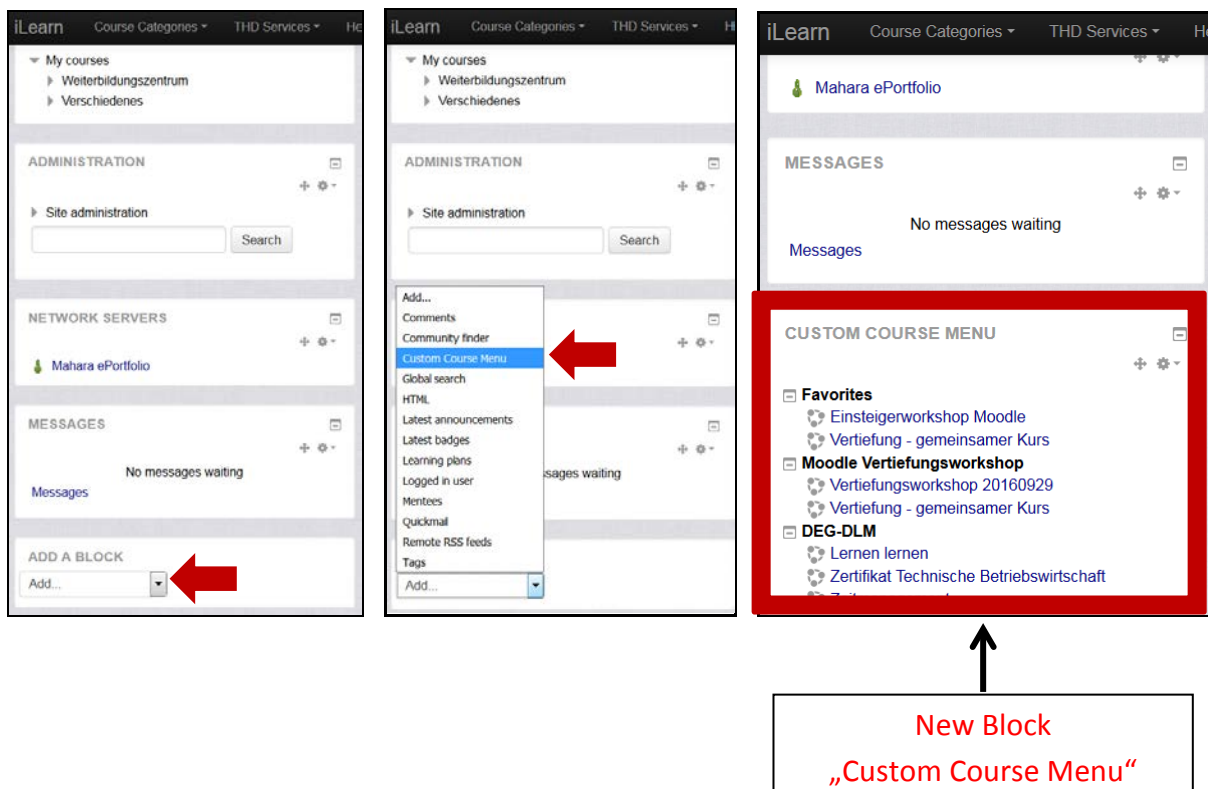 iLearn Course Categories THD Services
My courses
Weiterbildungszentrum
Verschiedenes
ADMINISTRATION
Site administration
Search
NETWORK SERVERS
Mahara ePortfolio
MESSAGES
No messages waiting
Messages
ADD A BLOCK
Add...
iLearn Course Categories THD Services
My courses
Weiterbildungszentrum
Verschiedenes
ADMINISTRATION
Site administration
Search
Add...
Comments
Community finder
Custom Course Menu
Global search
HTML
Latest announcements
Latest badges
Learning plans
Logged in user
Mentees
Quickmail
Remote RSS feeds
Tags
waiting
Add...
iLearn Course Categories THD Services
Mahara ePortfolio
MESSAGES
No messages waiting
Messages
CUSTOM COURSE MENU
Favorites
Einsteigerworkshop Moodle
Vertiefung - gemeinsamer Kurs
Moodle Vertiefungsworkshop
Vertiefungsworkshop 20160929
Vertiefung - gemeinsamer Kurs
DEG-DLM
Lernen lernen
Zertifikat Technische Betriebswirtschaft
New Block
„Custom Course Menu“